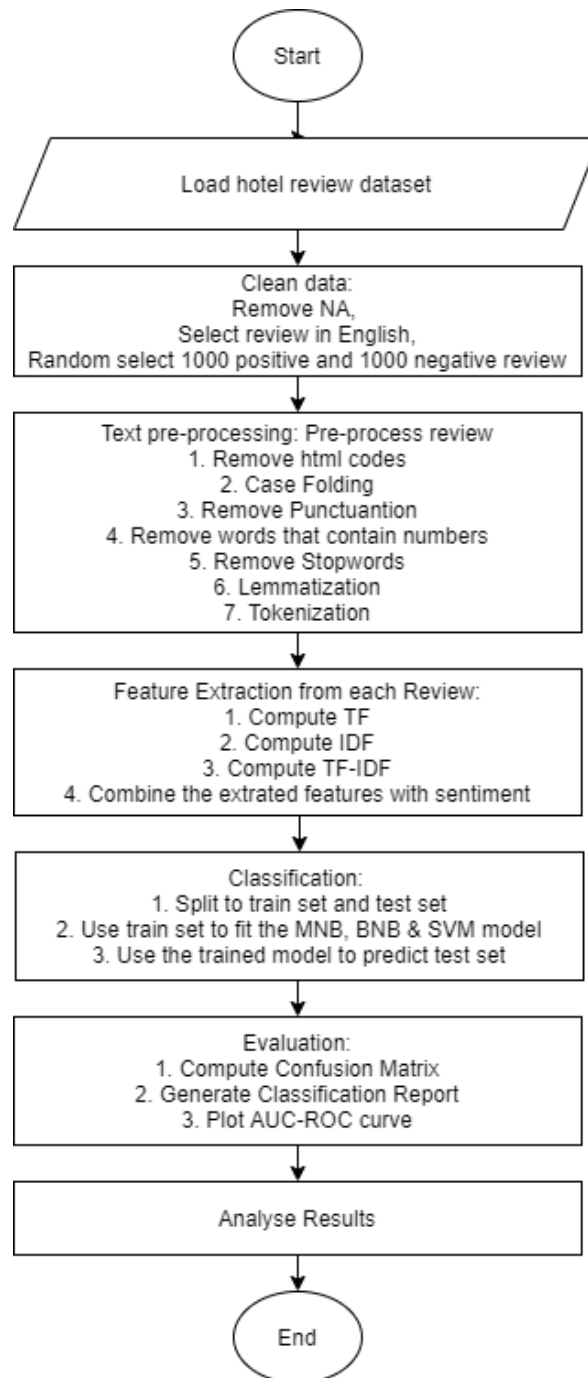 Start
Load hotel review dataset
Clean data:
Remove NA,
Select review in English,
Random select 1000 positive and 1000 negative review
Text pre-processing: Pre-process review
1. Remove html codes
2. Case Folding
3. Remove Punctuantion
4. Remove words that contain numbers
5. Remove Stopwords
6. Lemmatization
7. Tokenization
Feature Extraction from each Review:
1. Compute TF
2. Compute IDF
3. Compute TF-IDF
4. Combine the extrated features with sentiment
Classification:
1. Split to train set and test set
2. Use train set to fit the MNB, BNB & SVM model
3. Use the trained model to predict test set
Evaluation:
1. Compute Confusion Matrix
2. Generate Classification Report
3. Plot AUC-ROC curve
Analyse Results
End